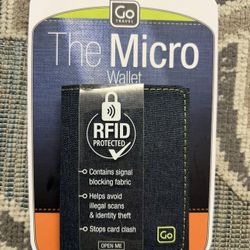 Go
TRAVEL
The Micro
Wallet
RFID
PROTECTED
• Contains signal
blocking fabric
• Helps avoid
illegal scans
& identity theft
• Stops card clash
OPEN ME
Go